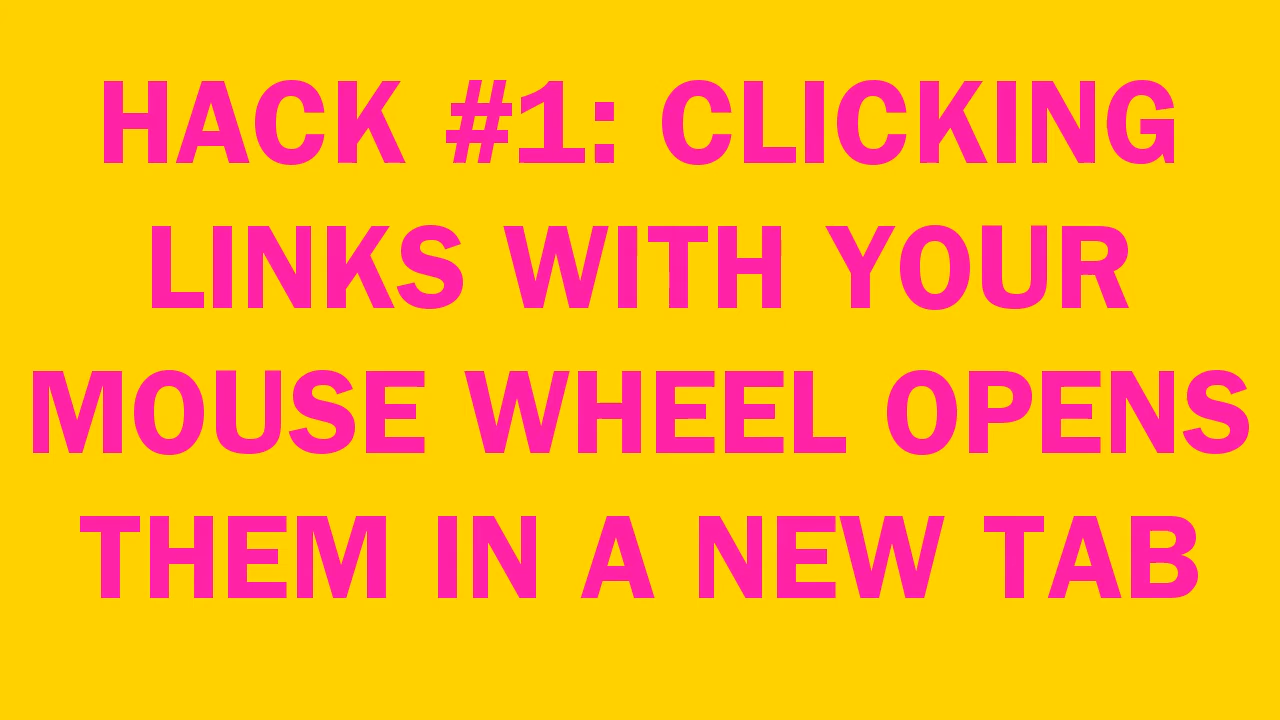 HACK #1: CLICKING
LINKS WITH YOUR
MOUSE WHEEL OPENS
THEM IN A NEW TAB